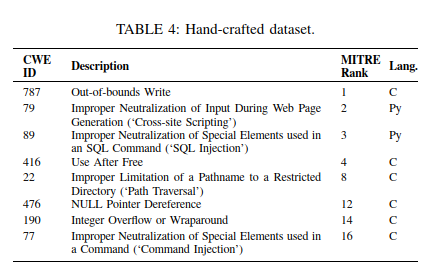 TABLE 4: Hand-crafted dataset.
CWE ID Description MITRE Rank Lang.
787 Out-of-bounds Write 1 C
79 Improper Neutralization of Input During Web Page 2 Py
Generation (‘Cross-site Scripting’)
89 Improper Neutralization of Special Elements used in 3 Py
an SQL Command (‘SQL Injection’)
416 Use After Free 4 C
22 Improper Limitation of a Pathname to a Restricted 8 C
Directory (‘Path Traversal’)
476 NULL Pointer Dereference 12 C
190 Integer Overflow or Wraparound 14 C
77 Improper Neutralization of Special Elements used in 16 C
a Command (‘Command Injection’)